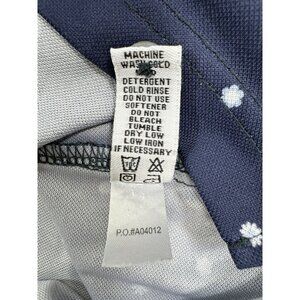 MACHINE
WASH COLD
DETERGENT
COLD RINSE
DO NOT USE
SOFTENER
DO NOT
BLEACH
TUMBLE
DRY LOW
LOW IRON
IF NECESSARY
P.O.#A04012